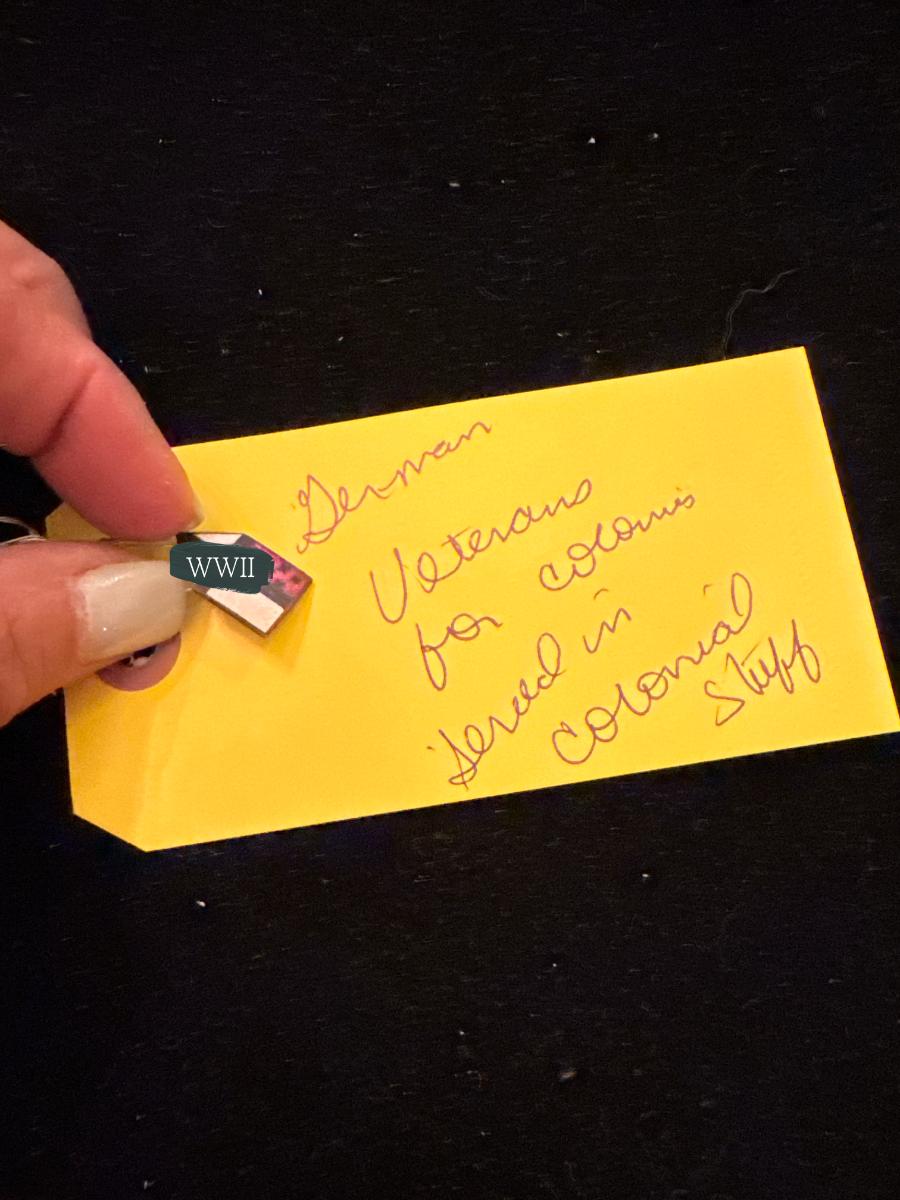 WWII
German
Veterans
for colonis
served in
colonial
stuff